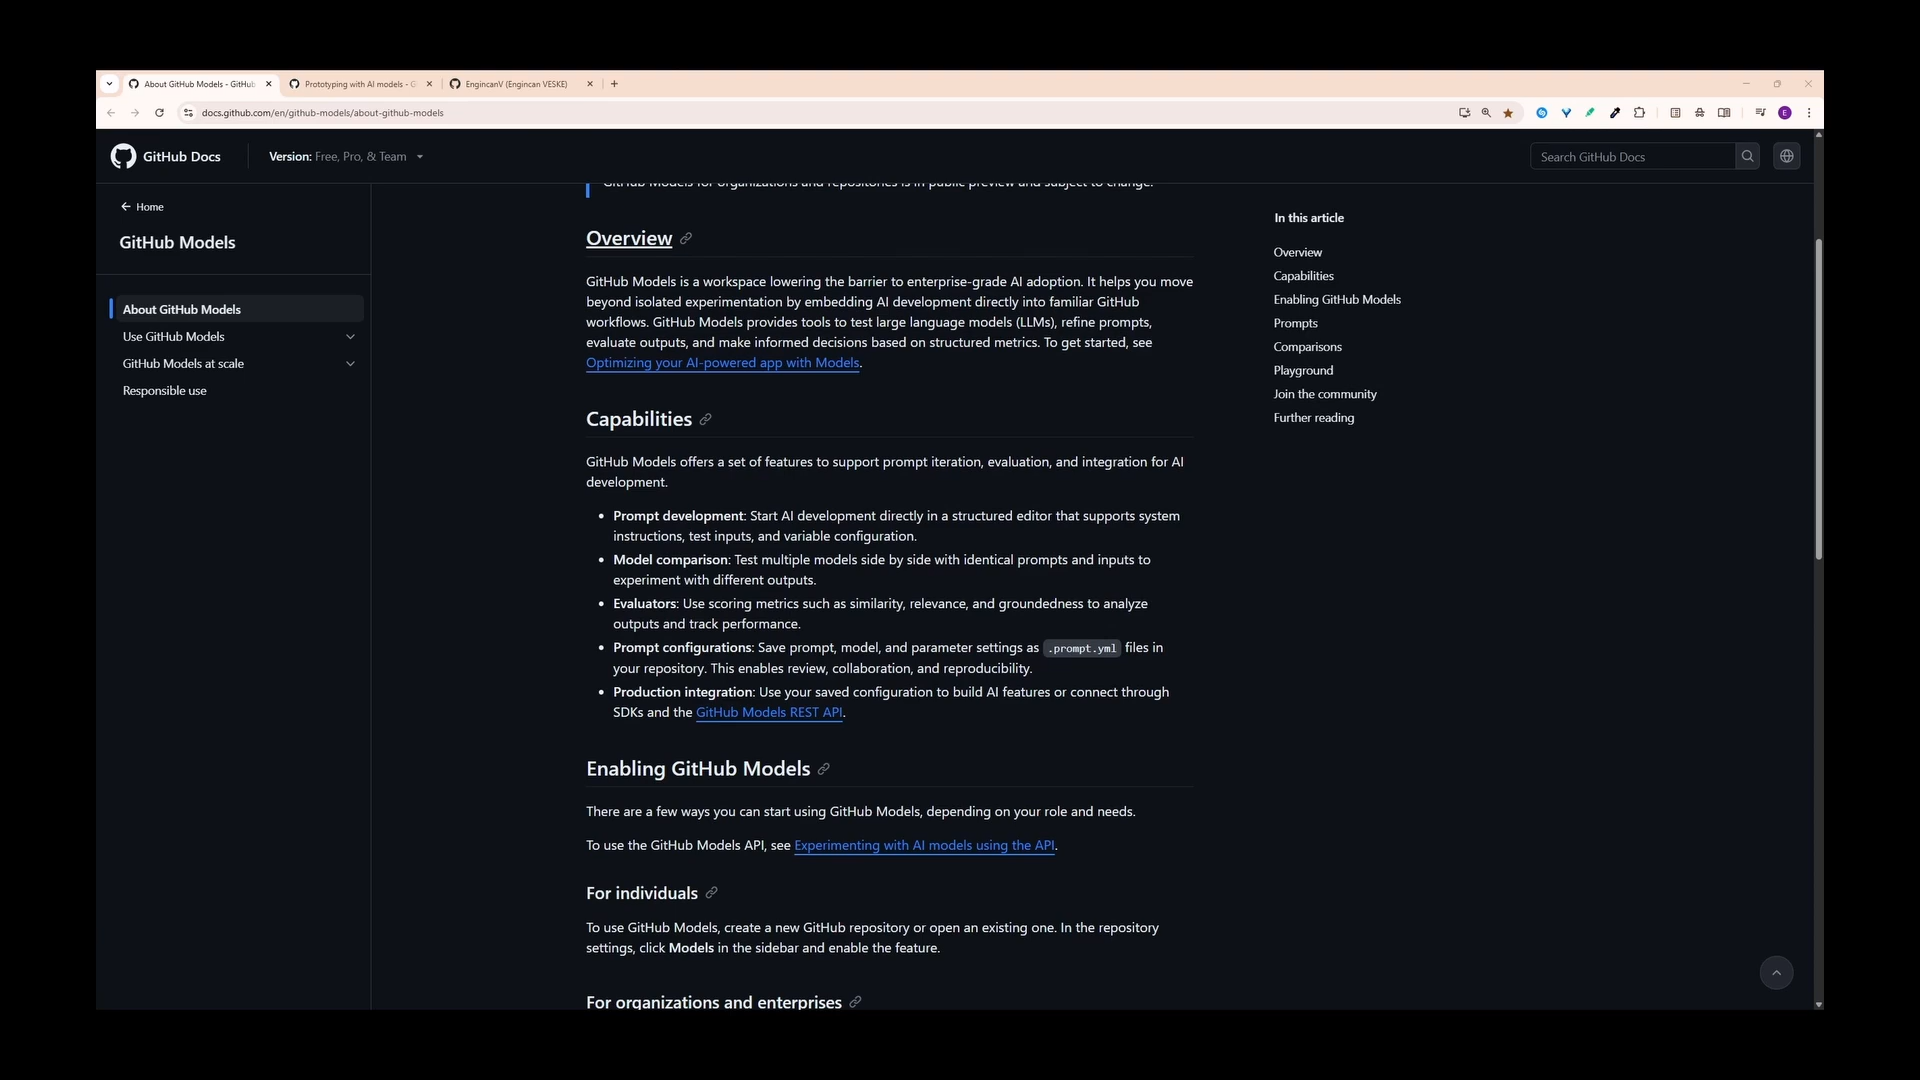 About GitHub Models - GitHub
Prototyping with AI models - G
EngincanV (Engincan VESKE)
docs.github.com/en/github-models/about-github-models
E
GitHub Docs
Version: Free, Pro, & Team
Search GitHub Docs
Home
GitHub Models
About GitHub Models
Use GitHub Models
GitHub Models at scale
Responsible use
GitHub Models for organizations and repositories is in public preview and subject to change.
Overview
GitHub Models is a workspace lowering the barrier to enterprise-grade AI adoption. It helps you move
beyond isolated experimentation by embedding AI development directly into familiar GitHub
workflows. GitHub Models provides tools to test large language models (LLMs), refine prompts,
evaluate outputs, and make informed decisions based on structured metrics. To get started, see
Optimizing your AI-powered app with Models.
Capabilities
GitHub Models offers a set of features to support prompt iteration, evaluation, and integration for AI
development.
• Prompt development: Start AI development directly in a structured editor that supports system
instructions, test inputs, and variable configuration.
• Model comparison: Test multiple models side by side with identical prompts and inputs to
experiment with different outputs.
• Evaluators: Use scoring metrics such as similarity, relevance, and groundedness to analyze
outputs and track performance.
• Prompt configurations: Save prompt, model, and parameter settings as .prompt.yml files in
your repository. This enables review, collaboration, and reproducibility.
• Production integration: Use your saved configuration to build AI features or connect through
SDKs and the GitHub Models REST API.
Enabling GitHub Models
There are a few ways you can start using GitHub Models, depending on your role and needs.
To use the GitHub Models API, see Experimenting with AI models using the API.
For individuals
To use GitHub Models, create a new GitHub repository or open an existing one. In the repository
settings, click Models in the sidebar and enable the feature.
For organizations and enterprises
In this article
Overview
Capabilities
Enabling GitHub Models
Prompts
Comparisons
Playground
Join the community
Further reading